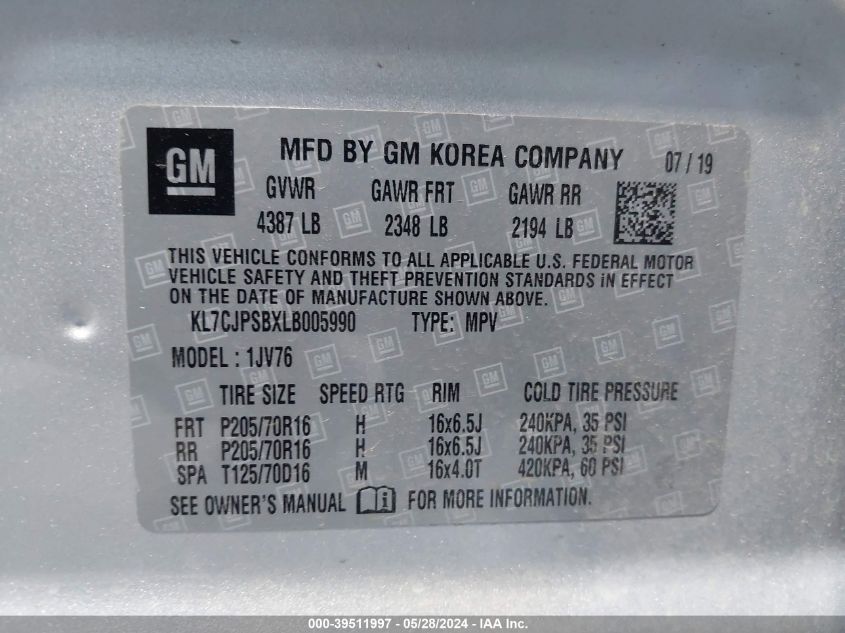 GM MFD BY GM KOREA COMPANY 07 / 19
GVWR GAWR FRT GAWR RR
4387 LB 2348 LB 2194 LB
THIS VEHICLE CONFORMS TO ALL APPLICABLE U.S. FEDERAL MOTOR
VEHICLE SAFETY AND THEFT PREVENTION STANDARDS iN EFFECT
ON THE DATE OF MANUFACTURE SHOWN ABOVE.
KL7CJPSBXLB005990 TYPE: MPV
MODEL : 1JV76
TIRE SIZE SPEED RTG RIM COLD TIRE PRESSURE
FRT P205/70R16 H 16x6.5J 240KPA, 35 PSI
RR P205/70R16 H 16x6.5J 240KPA, 35 PSI
SPA T125/70D16 M 16x4.0T 420KPA, 60 PSI
SEE OWNER'S MANUAL i FOR MORE INFORMATION.
000-39511997 - 05/28/2024 - IAA Inc.